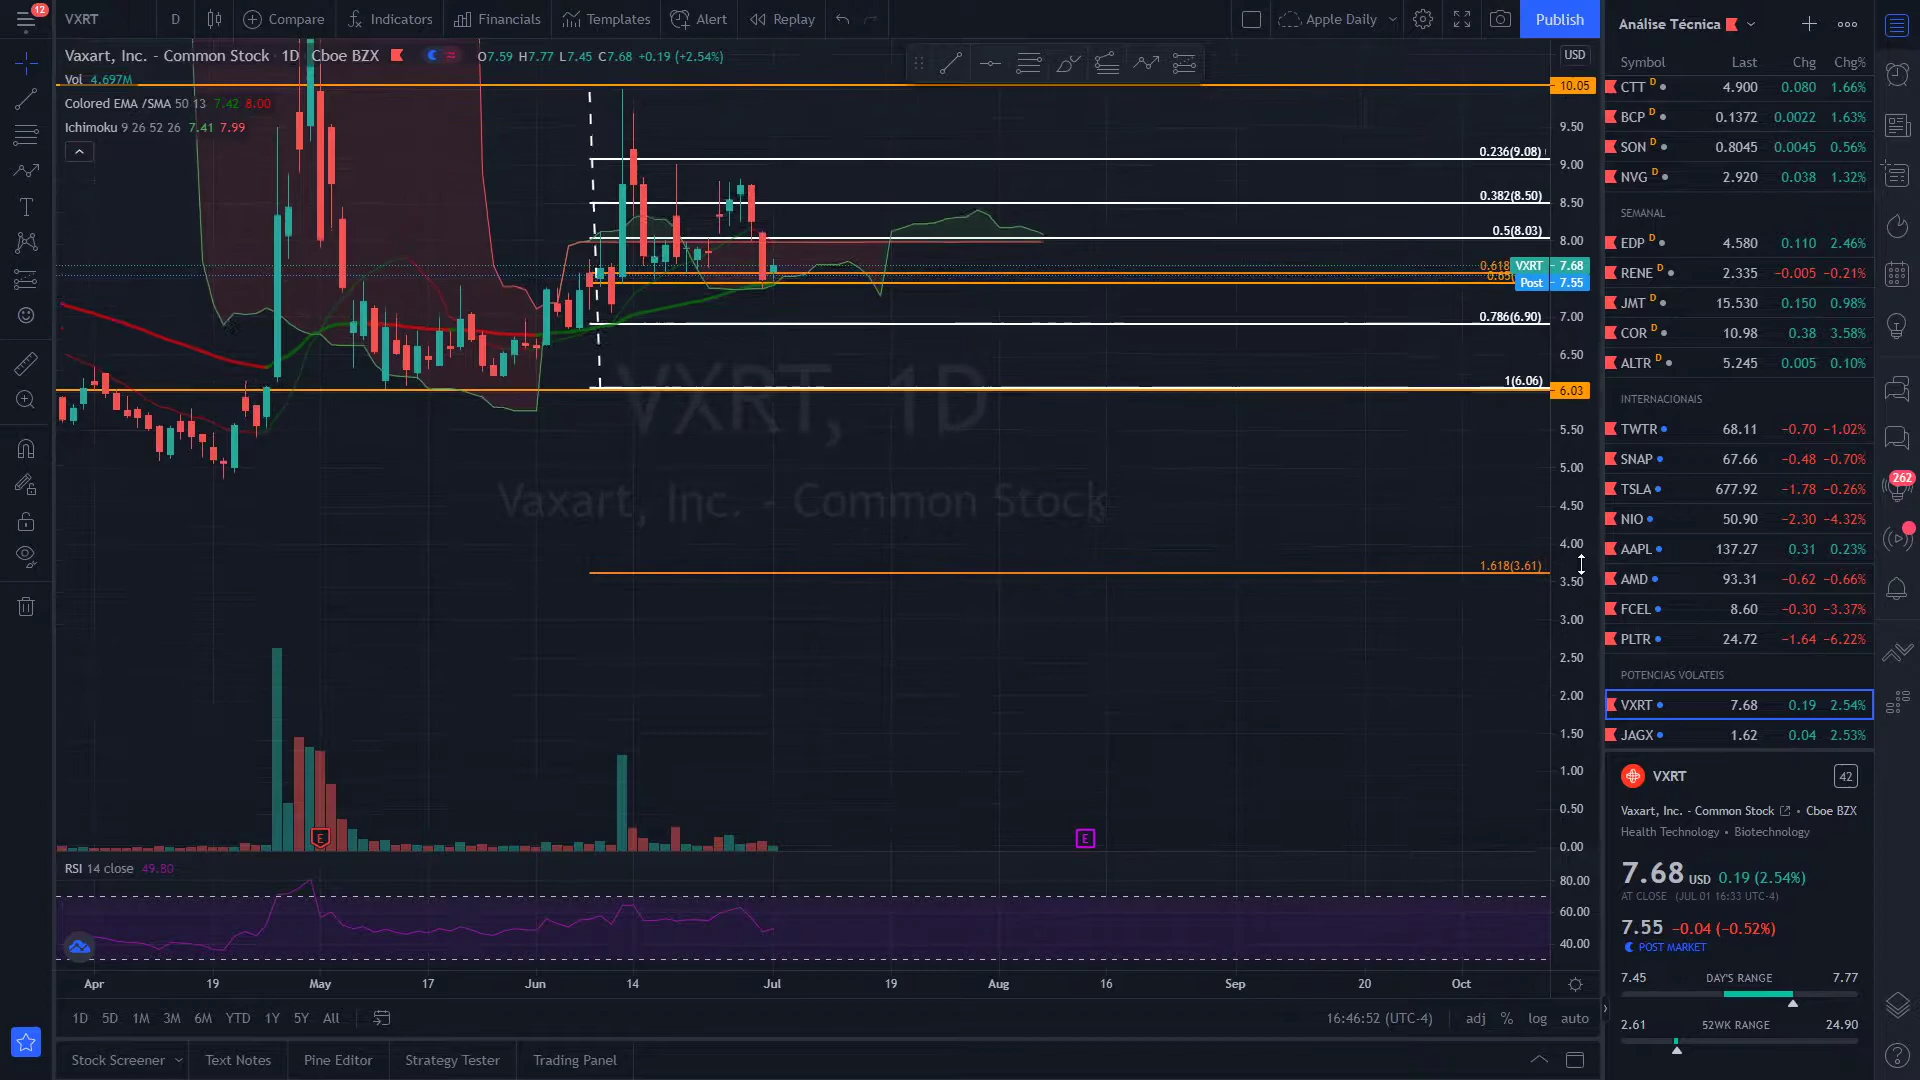 12
VXRT D Compare Indicators Financials Templates Alert Replay Apple Daily Publish
Vaxart, Inc. - Common Stock · 1D · Cboe BZX O7.59 H7.77 L7.45 C7.68 +0.19 (+2.54%)
Vol 4.697M
Colored EMA /SMA 50 13 7.42 8.00
Ichimoku 9 26 52 26 7.41 7.99
0.236(9.08)
0.382(8.50)
0.5(8.03)
0.618
0.65
0.786(6.90)
1(6.06)
1.618(3.61)
VXRT, 1D
Vaxart, Inc. - Common Stock
E
E
USD
10.05
9.50
9.00
8.50
8.00
VXRT 7.68
Post 7.55
7.00
6.50
6.03
5.50
5.00
4.50
4.00
3.50
3.00
2.50
2.00
1.50
1.00
0.50
0.00
RSI 14 close 49.80
80.00
60.00
40.00
Apr 19 May 17 Jun 14 Jul 19 Aug 16 Sep 20 Oct
1D 5D 1M 3M 6M YTD 1Y 5Y All 16:46:52 (UTC-4) adj % log auto
Stock Screener Text Notes Pine Editor Strategy Tester Trading Panel
Análise Técnica
Symbol Last Chg Chg%
CTT D 4.900 0.080 1.66%
BCP D 0.1372 0.0022 1.63%
SON D 0.8045 0.0045 0.56%
NVG D 2.920 0.038 1.32%
SEMANAL
EDP D 4.580 0.110 2.46%
RENE D 2.335 −0.005 −0.21%
JMT D 15.530 0.150 0.98%
COR D 10.98 0.38 3.58%
ALTR D 5.245 0.005 0.10%
INTERNACIONAIS
TWTR 68.11 −0.70 −1.02%
SNAP 67.66 −0.48 −0.70%
TSLA 677.92 −1.78 −0.26%
NIO 50.90 −2.30 −4.32%
AAPL 137.27 0.31 0.23%
AMD 93.31 −0.62 −0.66%
FCEL 8.60 −0.30 −3.37%
PLTR 24.72 −1.64 −6.22%
POTENCIAS VOLATEIS
VXRT 7.68 0.19 2.54%
JAGX 1.62 0.04 2.53%
VXRT 42
Vaxart, Inc. - Common Stock • Cboe BZX
Health Technology • Biotechnology
7.68 USD 0.19 (2.54%)
AT CLOSE (JUL 01 16:33 UTC-4)
7.55 −0.04 (−0.52%)
POST MARKET
7.45 DAY'S RANGE 7.77
2.61 52WK RANGE 24.90
262